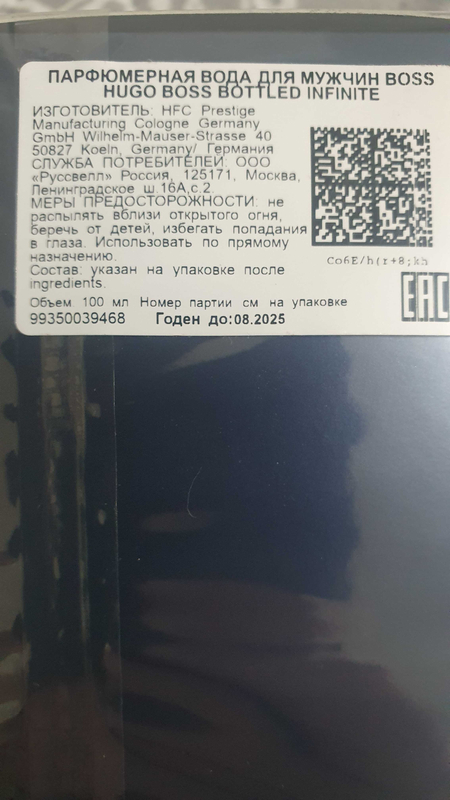 ПАРФЮМЕРНАЯ ВОДА ДЛЯ МУЖЧИН BOSS
HUGO BOSS BOTTLED INFINITE
ИЗГОТОВИТЕЛЬ: HFC Prestige
Manufacturing Cologne Germany
GmbH Wilhelm-Mauser-Strasse 40
50827 Koeln, Germany/ Германия
СЛУЖБА ПОТРЕБИТЕЛЕЙ: ООО
«Руссвелл» Россия, 125171, Москва,
Ленинградское ш.16А,с.2.
МЕРЫ ПРЕДОСТОРОЖНОСТИ: не
распылять вблизи открытого огня,
беречь от детей, избегать попадания
в глаза. Использовать по прямому
назначению.
Состав: указан на упаковке после
ingredients.
Co6E/h(r+8;kh
EAC
Объем 100 мл Номер партии см на упаковке
99350039468 Годен до:08.2025